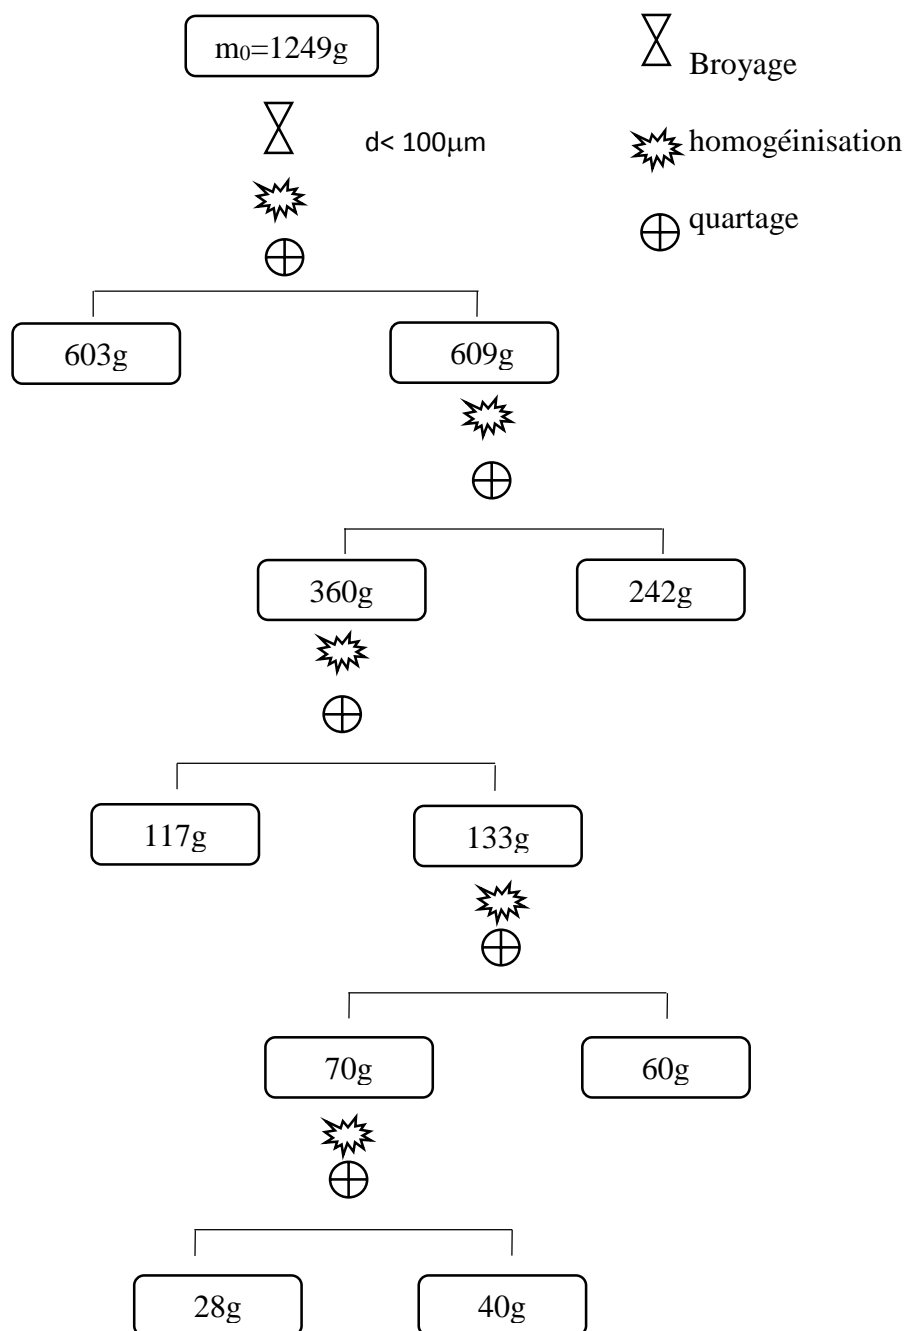 m₀=1249g
Broyage
d< 100µm
homogéinisation
quartage
603g
609g
360g
242g
117g
133g
70g
60g
28g
40g